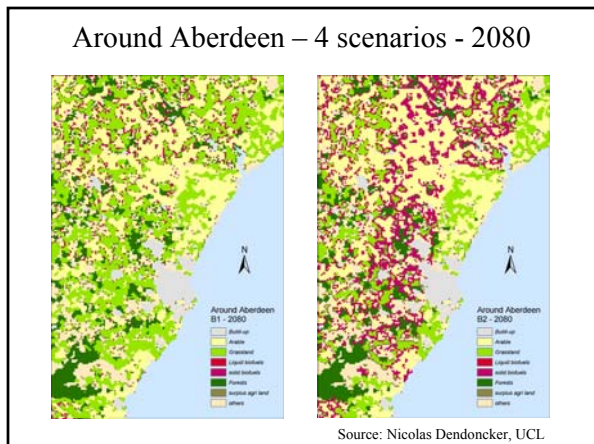 Around Aberdeen – 4 scenarios - 2080
N
Around Aberdeen
B1 - 2080
Build-up
Arable
Grassland
Liquid biofuels
solid biofuels
Forests
surplus agri land
others
N
Around Aberdeen
B2 - 2080
Build-up
Arable
Grassland
Liquid biofuels
solid biofuels
Forests
surplus agri land
others
Source: Nicolas Dendoncker, UCL